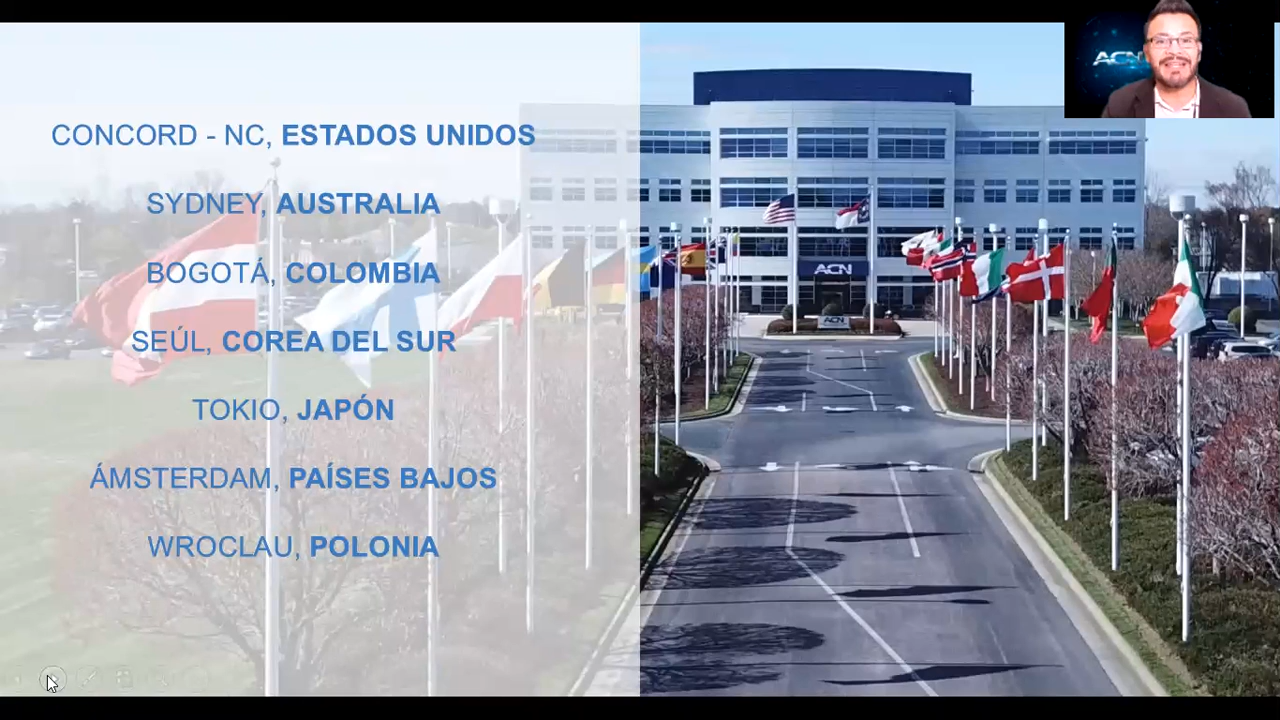 CONCORD - NC, ESTADOS UNIDOS
SYDNEY, AUSTRALIA
BOGOTÁ, COLOMBIA
SEÚL, COREA DEL SUR
TOKIO, JAPÓN
ÁMSTERDAM, PAÍSES BAJOS
WROCLAU, POLONIA
ACN
ACN
ACN